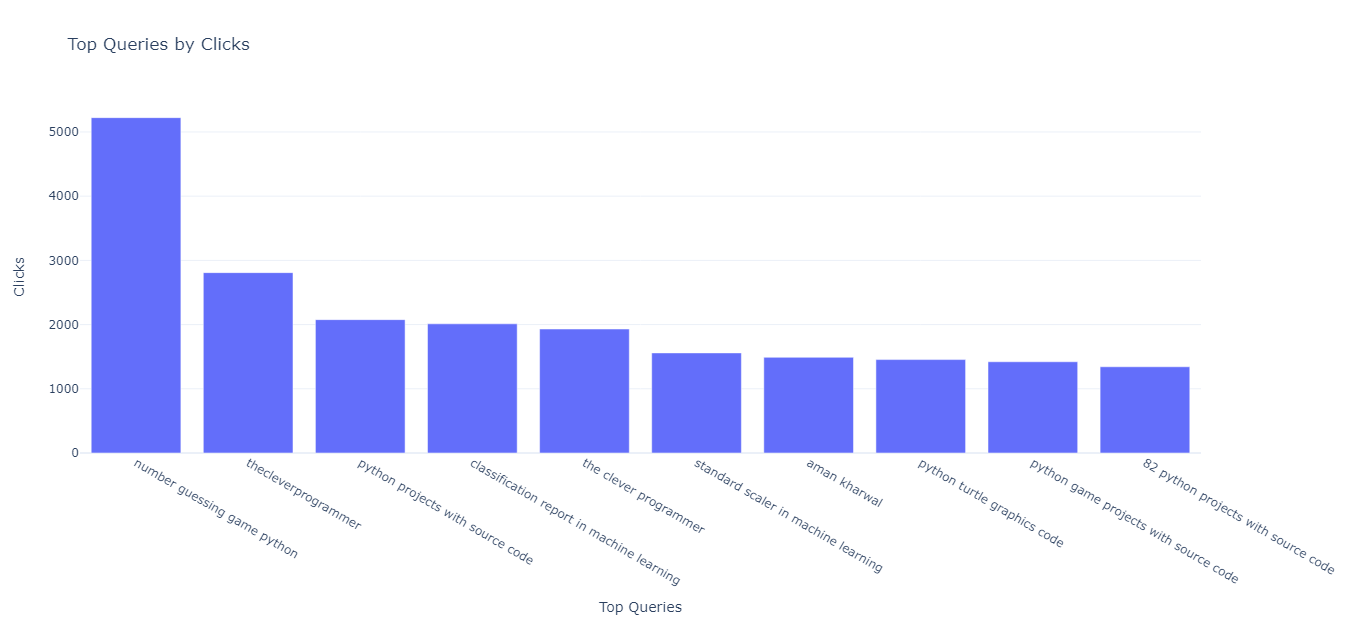 Top Queries by Clicks
Clicks
5000
4000
3000
2000
1000
0
number guessing game python
thecleverprogrammer
python projects with source code
classification report in machine learning
the clever programmer
standard scaler in machine learning
aman kharwal
python turtle graphics code
python game projects with source code
82 python projects with source code
Top Queries